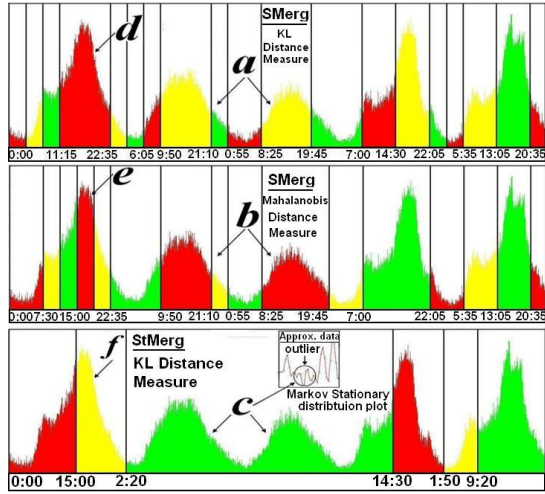 d
SMerg
KL
Distance
Measure
a
0:00 11:15 22:35 6:05 9:50 21:10 0:55 8:25 19:45 7:00 14:30 22:05 5:35 13:05 20:35
e
SMerg
Mahalanobis
Distance
Measure
b
0:00 7:30 15:00 22:35 9:50 21:10 0:55 8:25 19:45 7:00 22:05 5:35 13:05 20:35
f
StMerg
KL Distance
Measure
Approx. data
outlier
Markov Stationary
distribtuion plot
c
0:00 15:00 2:20 14:30 1:50 9:20